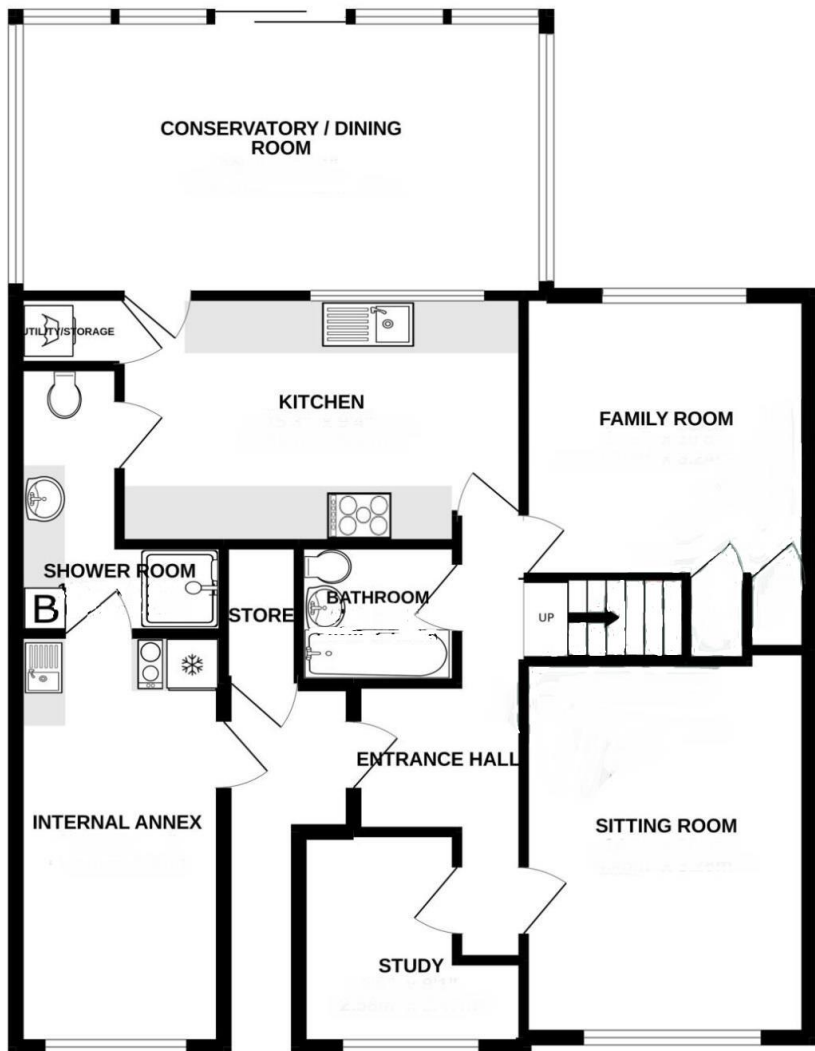 CONSERVATORY / DINING
ROOM
UTILITY/STORAGE
KITCHEN
FAMILY ROOM
SHOWER ROOM
B
STORE
BATHROOM
UP
ENTRANCE HALL
INTERNAL ANNEX
SITTING ROOM
STUDY